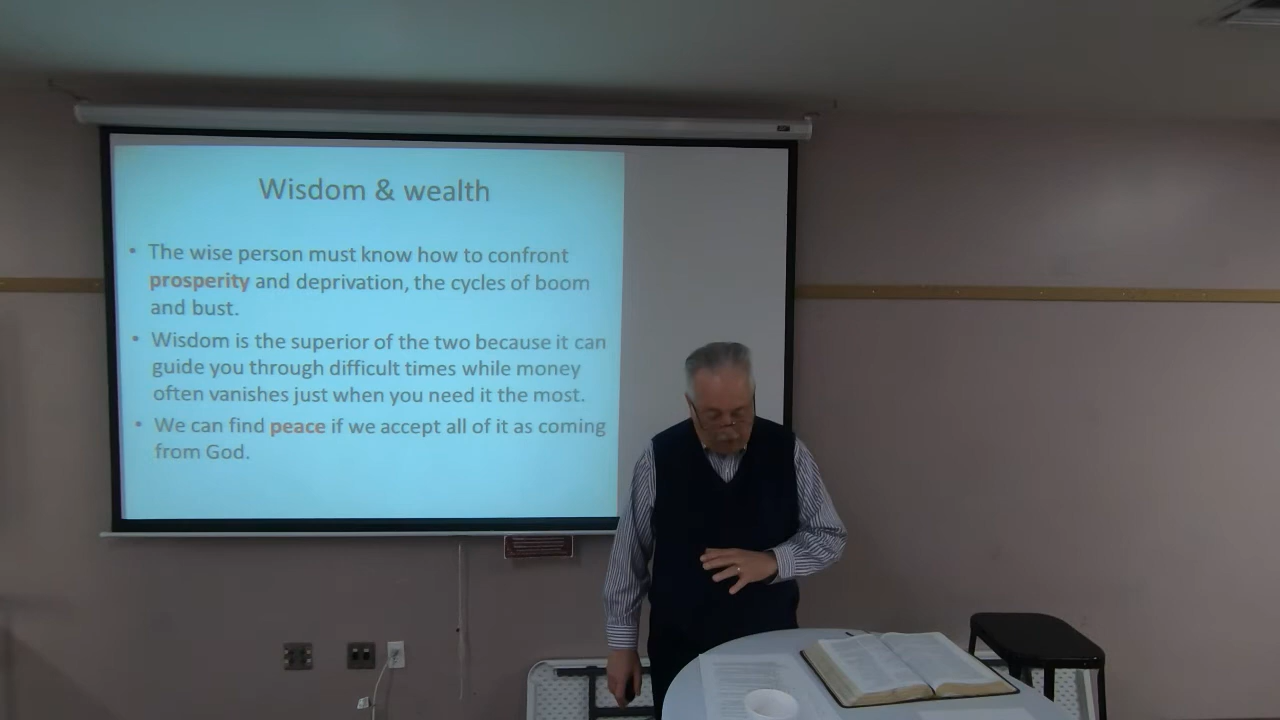 Wisdom & wealth
• The wise person must know how to confront
prosperity and deprivation, the cycles of boom
and bust.
• Wisdom is the superior of the two because it can
guide you through difficult times while money
often vanishes just when you need it the most.
• We can find peace if we accept all of it as coming
from God.